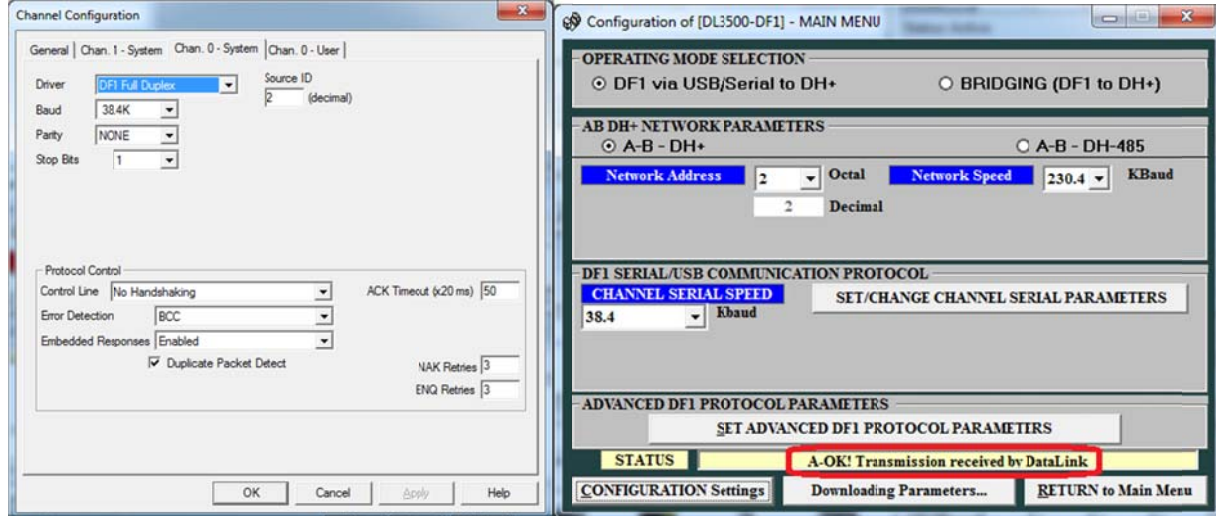 Channel Configuration
General Chan. 1 - System Chan. 0 - System Chan. 0 - User
Driver DF1 Full Duplex Source ID
2 (decimal)
Baud 38.4K
Parity NONE
Stop Bits 1
Protocol Control
Control Line No Handshaking ACK Timeout (x20 ms) 50
Error Detection BCC
Embedded Responses Enabled
Duplicate Packet Detect
NAK Retries 3
ENQ Retries 3
OK Cancel Apply Help
Configuration of [DL3500-DF1] - MAIN MENU
OPERATING MODE SELECTION
DF1 via USB/Serial to DH+ BRIDGING (DF1 to DH+)
AB DH+ NETWORK PARAMETERS
A-B - DH+ A-B - DH-485
Network Address 2 Octal Network Speed 230.4 KBaud
2 Decimal
DF1 SERIAL/USB COMMUNICATION PROTOCOL
CHANNEL SERIAL SPEED SET/CHANGE CHANNEL SERIAL PARAMETERS
38.4 Kbaud
ADVANCED DF1 PROTOCOL PARAMETERS
SET ADVANCED DF1 PROTOCOL PARAMETERS
STATUS A-OK! Transmission received by DataLink
CONFIGURATION Settings Downloading Parameters... RETURN to Main Menu